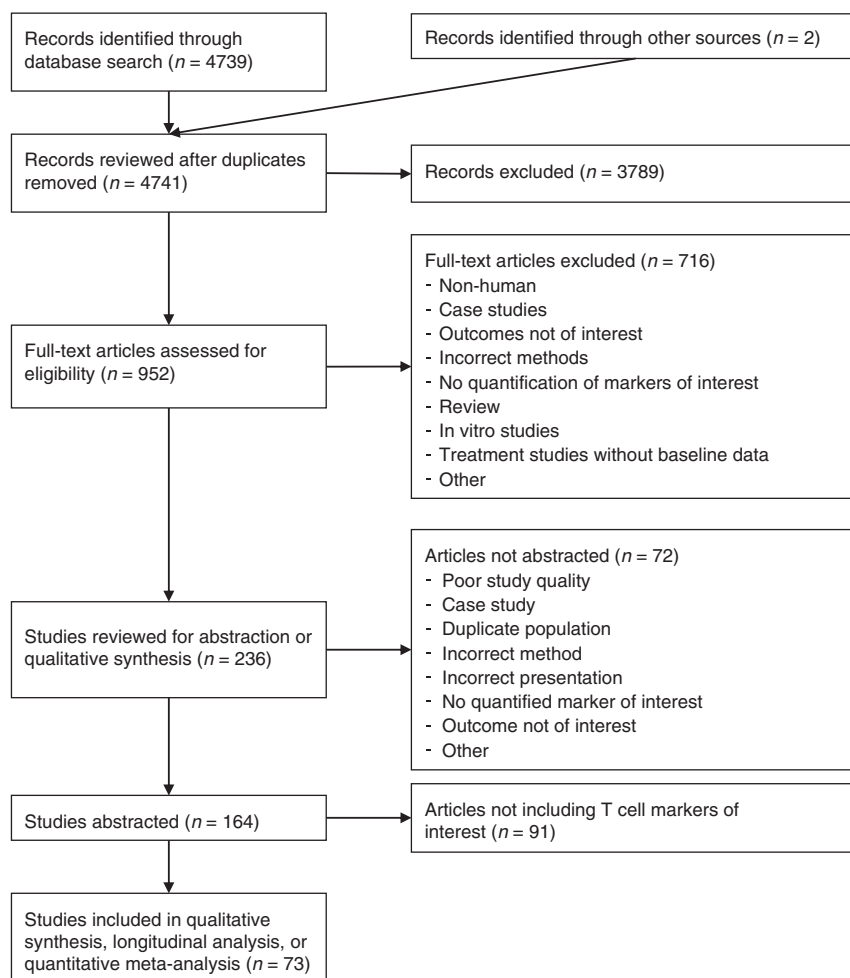 Records identified through
database search (n = 4739)
Records identified through other sources (n = 2)
Records reviewed after duplicates
removed (n = 4741)
Records excluded (n = 3789)
Full-text articles assessed for
eligibility (n = 952)
Full-text articles excluded (n = 716)
- Non-human
- Case studies
- Outcomes not of interest
- Incorrect methods
- No quantification of markers of interest
- Review
- In vitro studies
- Treatment studies without baseline data
- Other
Studies reviewed for abstraction or
qualitative synthesis (n = 236)
Articles not abstracted (n = 72)
- Poor study quality
- Case study
- Duplicate population
- Incorrect method
- Incorrect presentation
- No quantified marker of interest
- Outcome not of interest
- Other
Studies abstracted (n = 164)
Articles not including T cell markers of
interest (n = 91)
Studies included in qualitative
synthesis, longitudinal analysis, or
quantitative meta-analysis (n = 73)